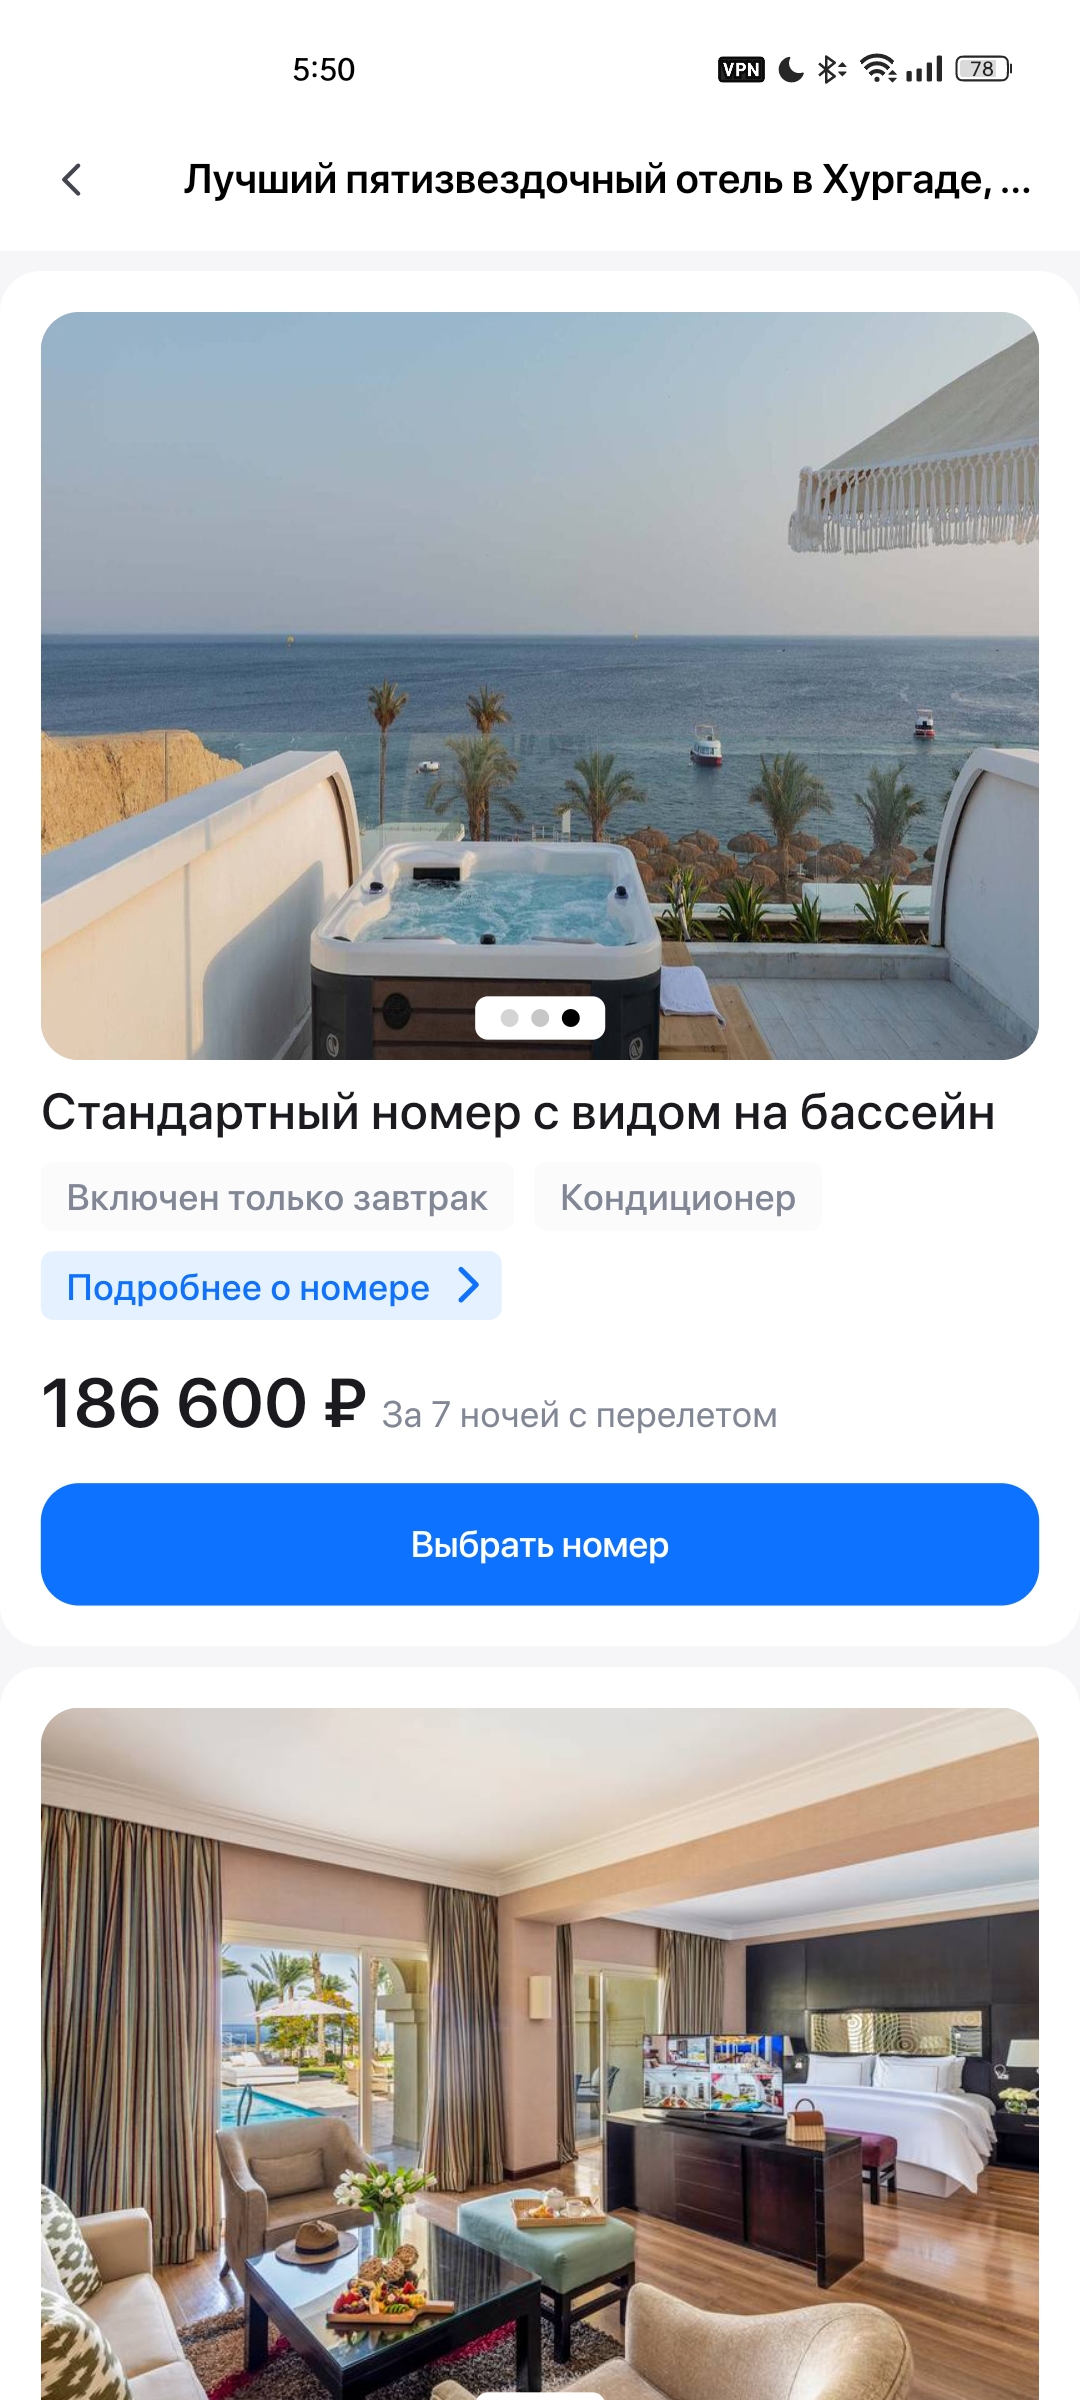 5:50
VPN
78
Лучший пятизвездочный отель в Хургаде, ...
Стандартный номер с видом на бассейн
Включен только завтрак
Кондиционер
Подробнее о номере
186 600 ₽ За 7 ночей с перелетом
Выбрать номер